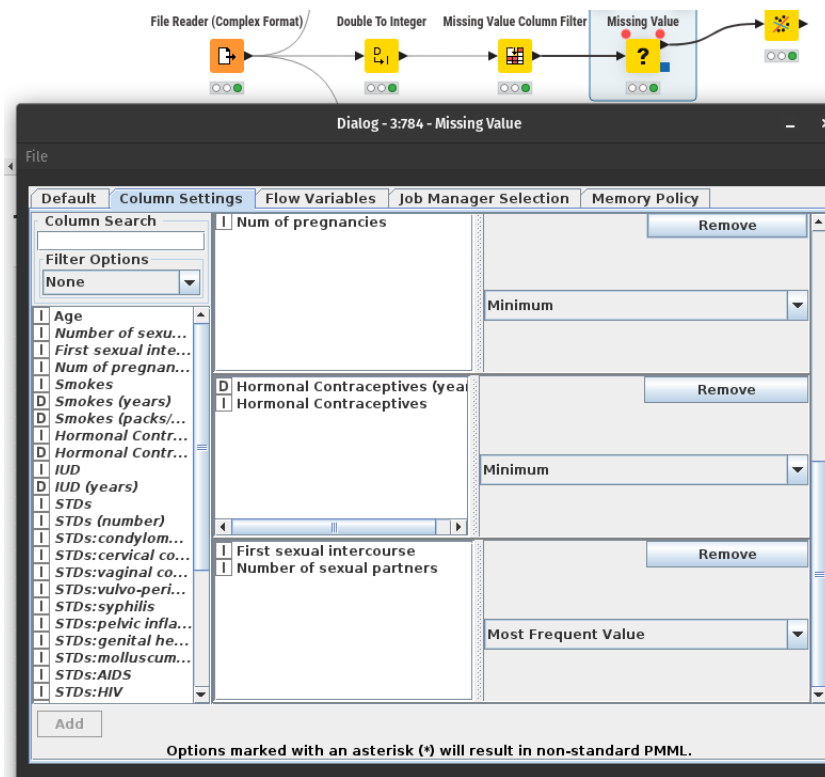 File Reader (Complex Format) Double To Integer Missing Value Column Filter Missing Value
D
I
?
Dialog - 3:784 - Missing Value
File
Default Column Settings Flow Variables Job Manager Selection Memory Policy
Column Search
Filter Options
None
I Age
I Number of sexu...
I First sexual inte...
I Num of pregnan...
I Smokes
D Smokes (years)
D Smokes (packs/...
I Hormonal Contr...
D Hormonal Contr...
I IUD
D IUD (years)
I STDs
I STDs (number)
I STDs:condylom...
I STDs:cervical co...
I STDs:vaginal co...
I STDs:vulvo-peri...
I STDs:syphilis
I STDs:pelvic infla...
I STDs:genital he...
I STDs:molluscum...
I STDs:AIDS
I STDs:HIV
Add
I Num of pregnancies
Remove
Minimum
D Hormonal Contraceptives (year
I Hormonal Contraceptives
Remove
Minimum
I First sexual intercourse
I Number of sexual partners
Remove
Most Frequent Value
Options marked with an asterisk (*) will result in non-standard PMML.